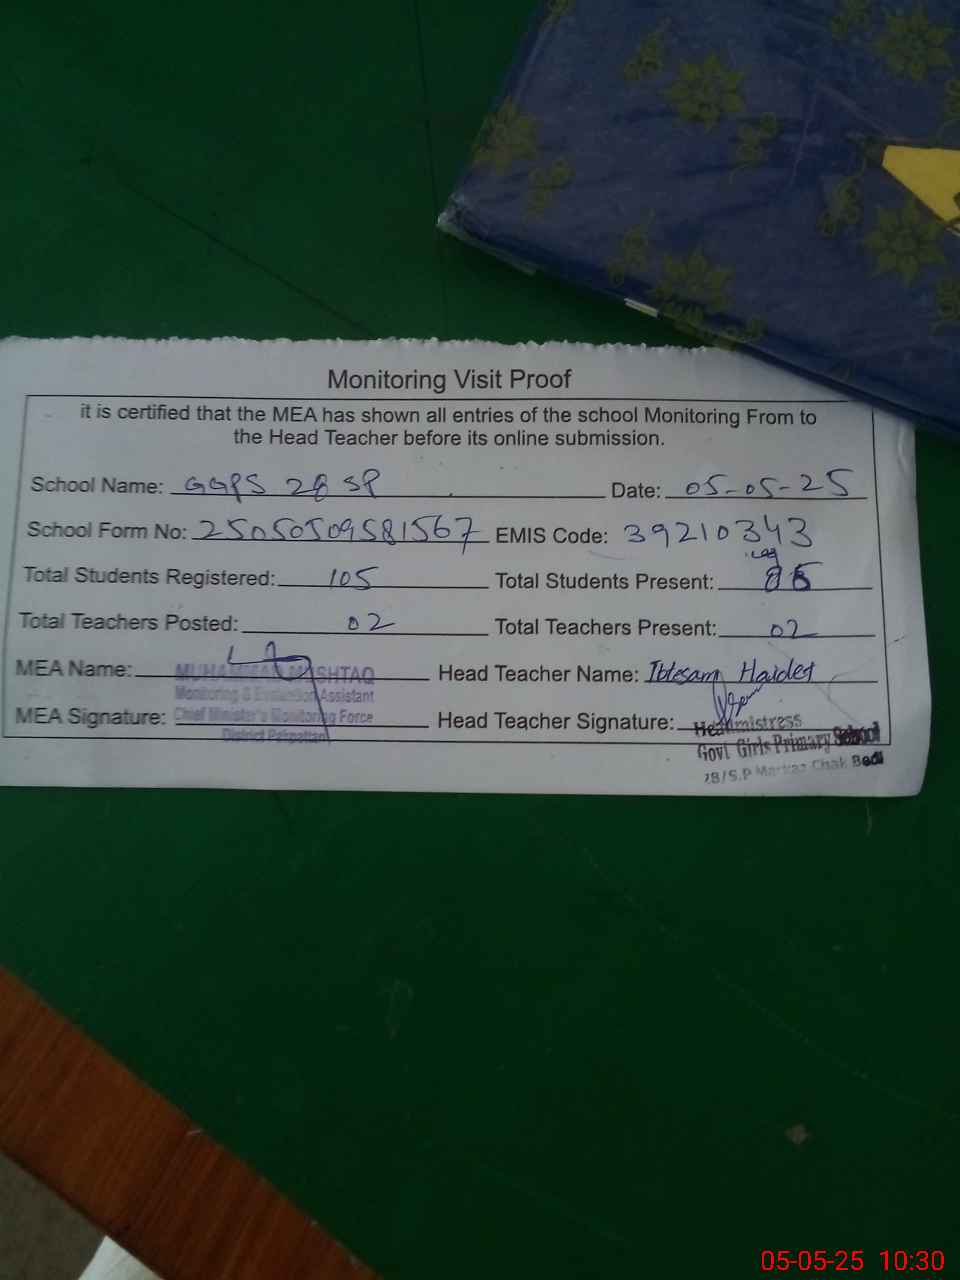 Monitoring Visit Proof
it is certified that the MEA has shown all entries of the school Monitoring From to
the Head Teacher before its online submission.
School Name: GGPS 28 SP Date: 05-05-25
School Form No: 25050509581567 EMIS Code: 39210343
Total Students Registered: 105 Total Students Present:
Total Teachers Posted: 02 Total Teachers Present: 02
MEA Name: MUHAMMAD MUSHTAQ Head Teacher Name: Ibtesam Haider
Monitoring & Evaluation Assistant
MEA Signature: Chief Minister's Monitoring Force Head Teacher Signature:
District Pakpattan
Headmistress
Govt Girls Primary School
28/S.P Markaz Chak Bedi
05-05-25 10:30